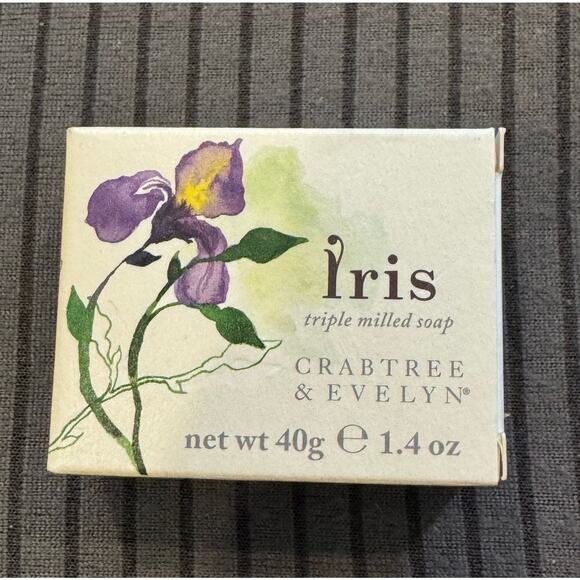 Iris
triple milled soap
CRABTREE
& EVELYN®
net wt 40g ℮ 1.4 oz